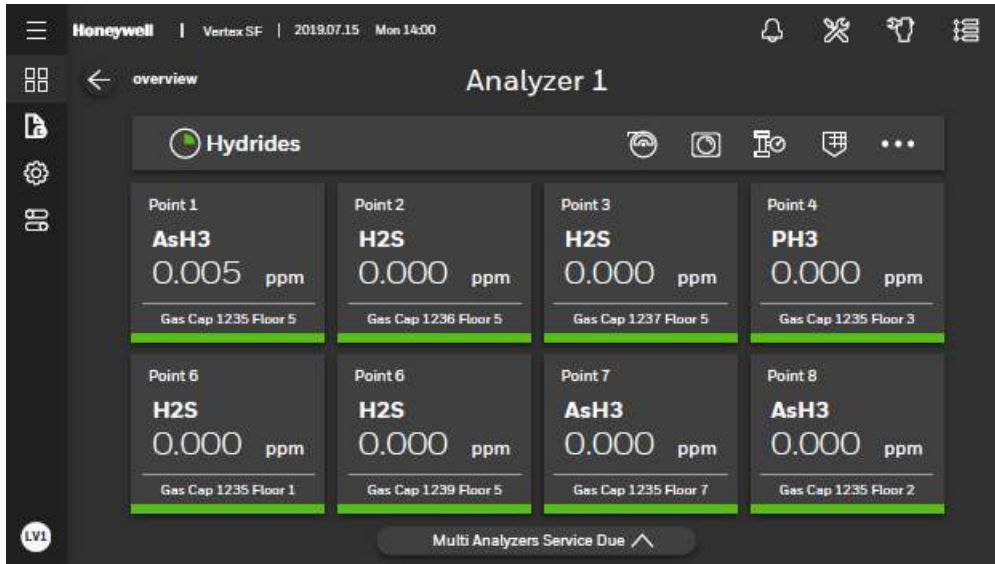 Honeywell | Vertex SF | 2019.07.15 Mon 14:00
overview
Analyzer 1
Hydrides
Point 1
AsH3
0.005 ppm
Gas Cap 1235 Floor 5
Point 2
H2S
0.000 ppm
Gas Cap 1236 Floor 5
Point 3
H2S
0.000 ppm
Gas Cap 1237 Floor 5
Point 4
PH3
0.000 ppm
Gas Cap 1235 Floor 3
Point 6
H2S
0.000 ppm
Gas Cap 1235 Floor 1
Point 6
H2S
0.000 ppm
Gas Cap 1239 Floor 5
Point 7
AsH3
0.000 ppm
Gas Cap 1235 Floor 7
Point 8
AsH3
0.000 ppm
Gas Cap 1235 Floor 2
LV1
Multi Analyzers Service Due